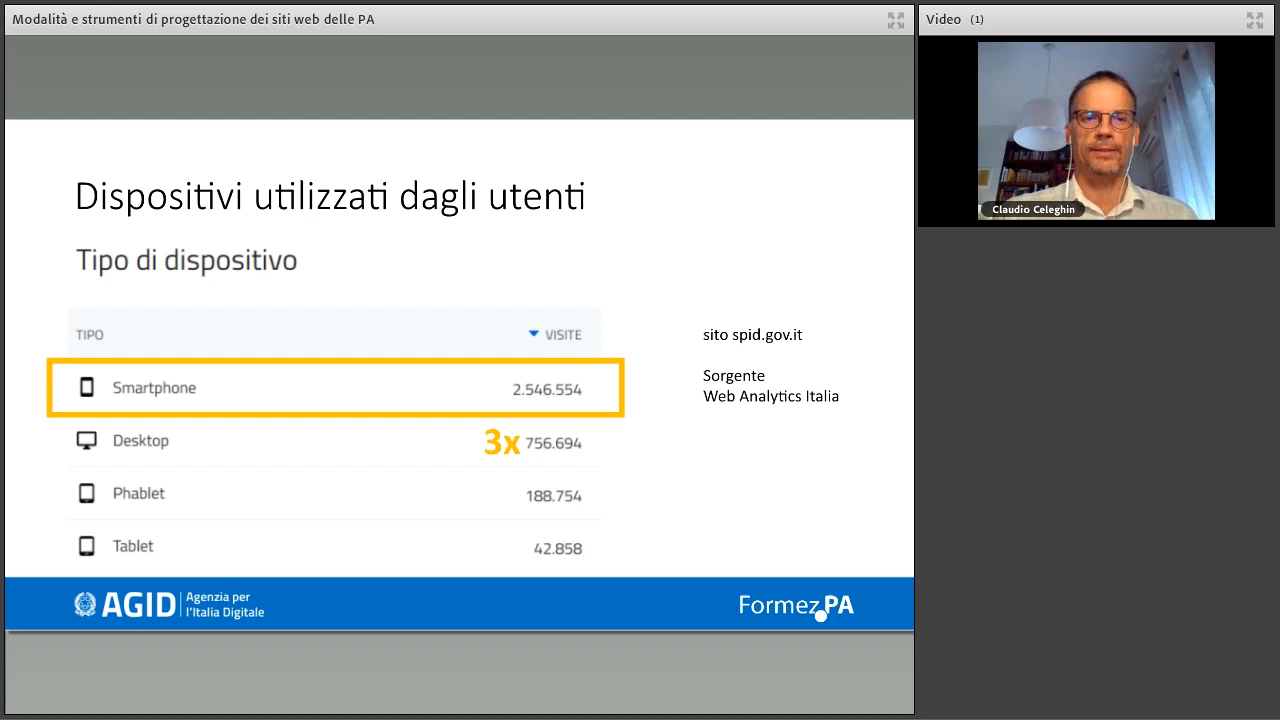 Modalità e strumenti di progettazione dei siti web delle PA
Video (1)
Claudio Celeghin
Dispositivi utilizzati dagli utenti
Tipo di dispositivo
TIPO VISITE
Smartphone 2.546.554
Desktop 3x 756.694
Phablet 188.754
Tablet 42.858
sito spid.gov.it
Sorgente
Web Analytics Italia
AGID Agenzia per
l'Italia Digitale
Formez PA